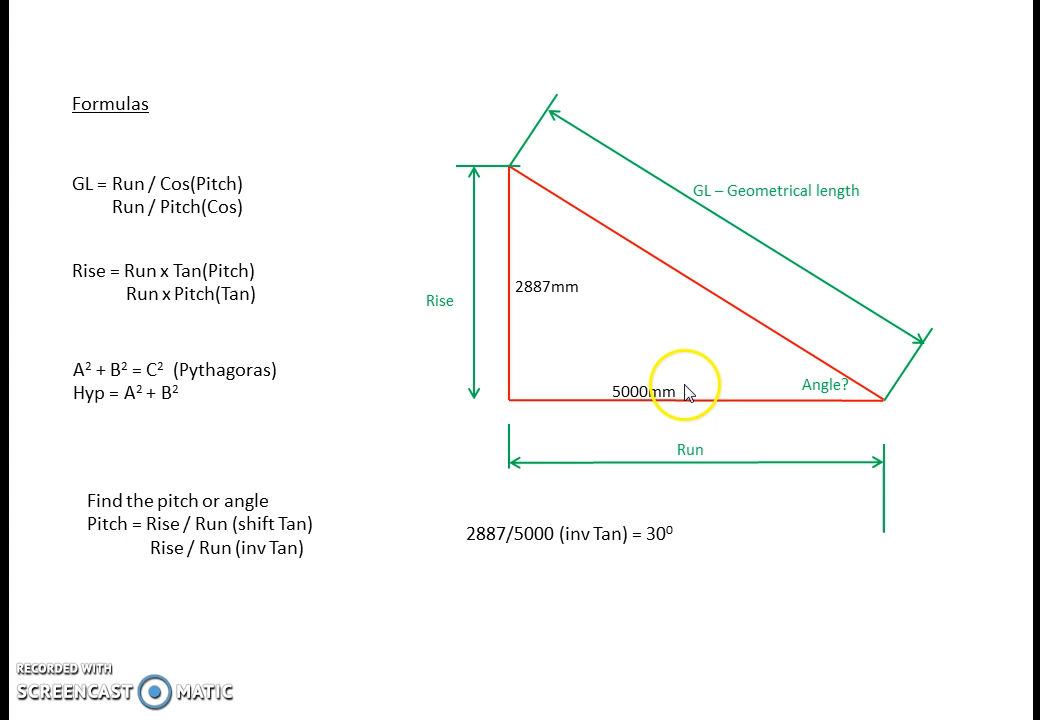 Formulas
GL = Run / Cos(Pitch)
Run / Pitch(Cos)
Rise = Run x Tan(Pitch)
Run x Pitch(Tan)
A² + B² = C² (Pythagoras)
Hyp = A² + B²
Find the pitch or angle
Pitch = Rise / Run (shift Tan)
Rise / Run (inv Tan)
GL – Geometrical length
2887mm
Rise
Angle?
5000mm
Run
2887/5000 (inv Tan) = 30⁰
RECORDED WITH
SCREENCAST MATIC